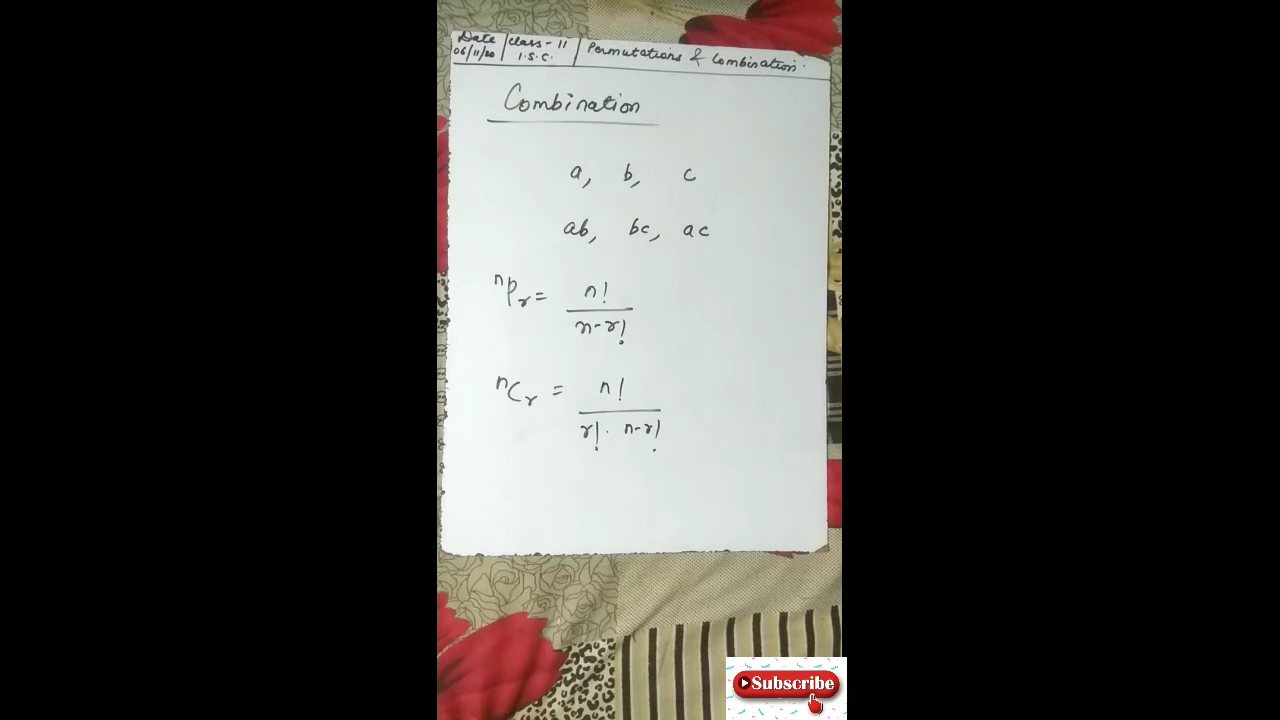 Date | Class - 11 | Permutations & Combination.
06/11/20 | I.S.C.
Combination
a, b, c
ab, bc, ac
nPr = n!
n-r!
nCr = n!
r! . n-r!
Subscribe